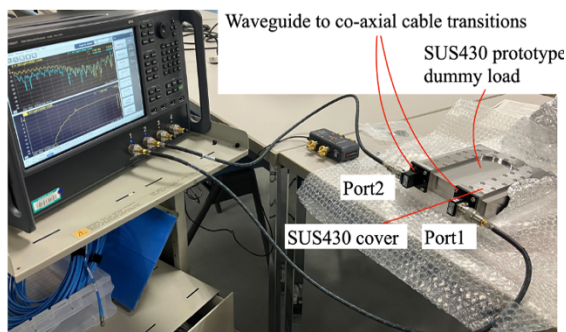 Waveguide to co-axial cable transitions
SUS430 prototype
dummy load
Port2
SUS430 cover
Port1